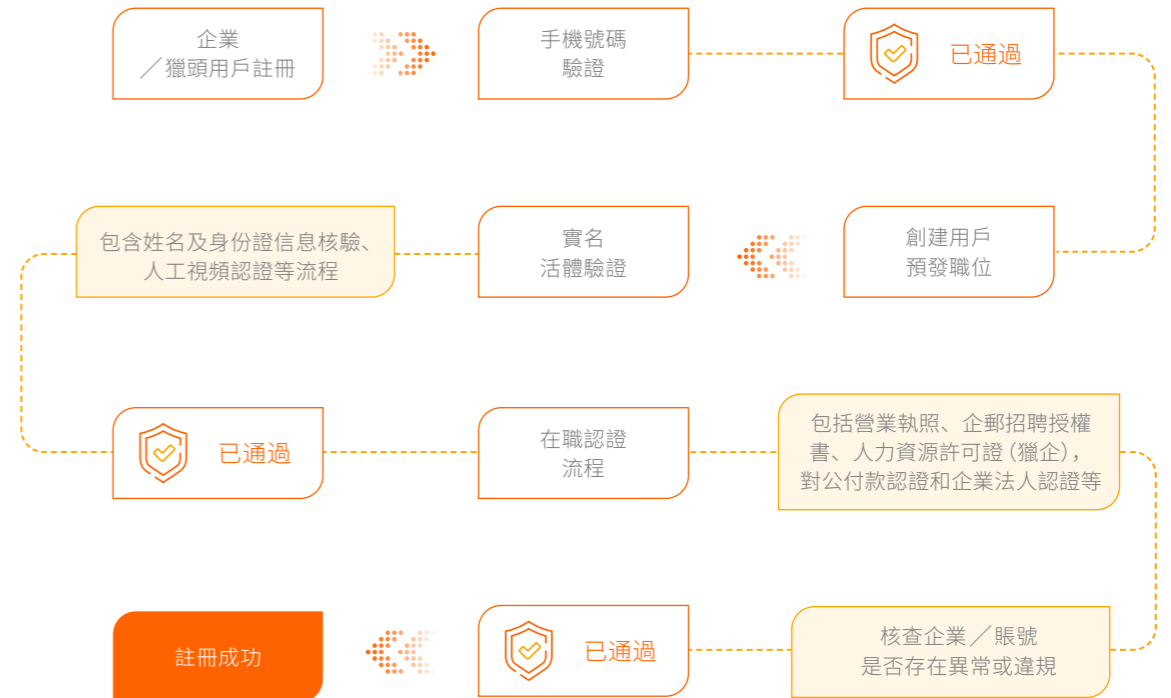 企業
／獵頭用戶註冊
手機號碼
驗證
已通過
創建用戶
預發職位
實名
活體驗證
包含姓名及身份證信息核驗、
人工視頻認證等流程
已通過
在職認證
流程
包括營業執照、企郵招聘授權
書、人力資源許可證（獵企），
對公付款認證和企業法人認證等
核查企業／賬號
是否存在異常或違規
已通過
註冊成功